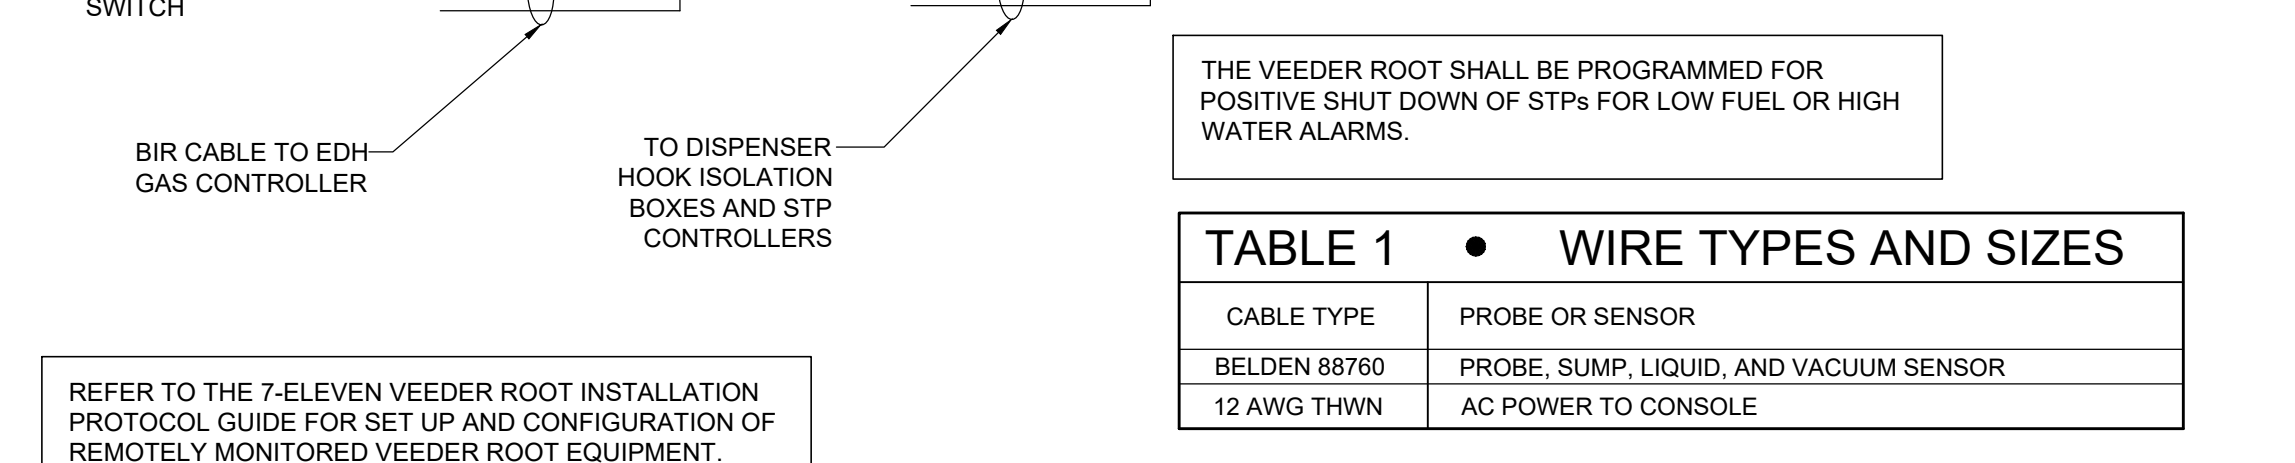 SWITCH
BIR CABLE TO EDH
GAS CONTROLLER
TO DISPENSER
HOOK ISOLATION
BOXES AND STP
CONTROLLERS
THE VEEDER ROOT SHALL BE PROGRAMMED FOR
POSITIVE SHUT DOWN OF STPs FOR LOW FUEL OR HIGH
WATER ALARMS.
TABLE 1 • WIRE TYPES AND SIZES
CABLE TYPE PROBE OR SENSOR
BELDEN 88760 PROBE, SUMP, LIQUID, AND VACUUM SENSOR
12 AWG THWN AC POWER TO CONSOLE
REFER TO THE 7-ELEVEN VEEDER ROOT INSTALLATION
PROTOCOL GUIDE FOR SET UP AND CONFIGURATION OF
REMOTELY MONITORED VEEDER ROOT EQUIPMENT.